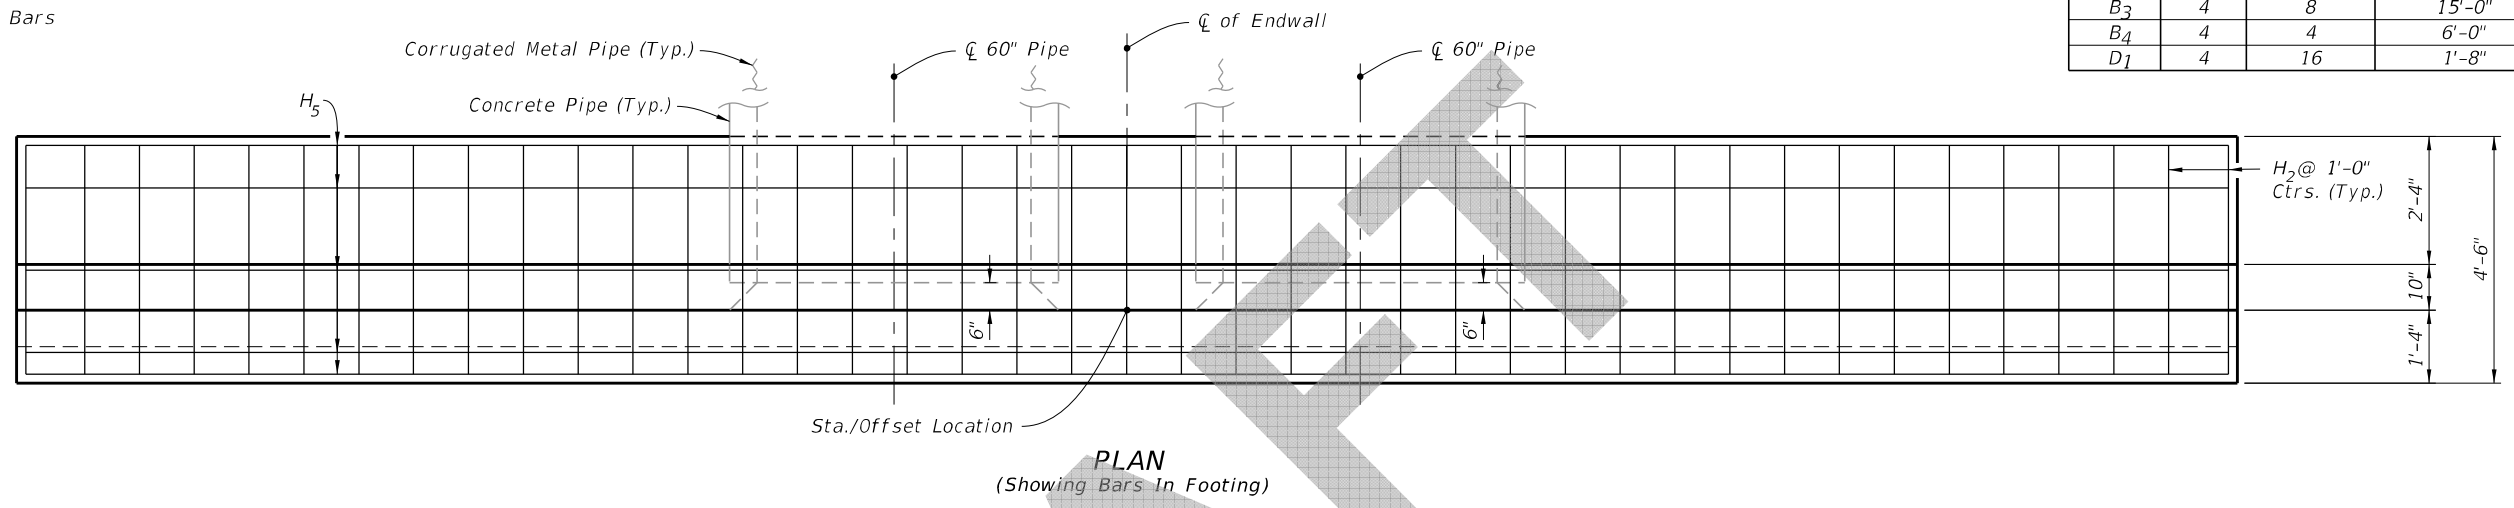 Bars
B3 4 8 15'-0"
B4 4 4 6'-0"
D1 4 16 1'-8"
℄ of Endwall
Corrugated Metal Pipe (Typ.)
℄ 60" Pipe
℄ 60" Pipe
H5
Concrete Pipe (Typ.)
H2@ 1'-0"
Ctrs. (Typ.)
2'-4"
10"
1'-4"
4'-6"
6"
6"
Sta./Offset Location
PLAN
(Showing Bars In Footing)